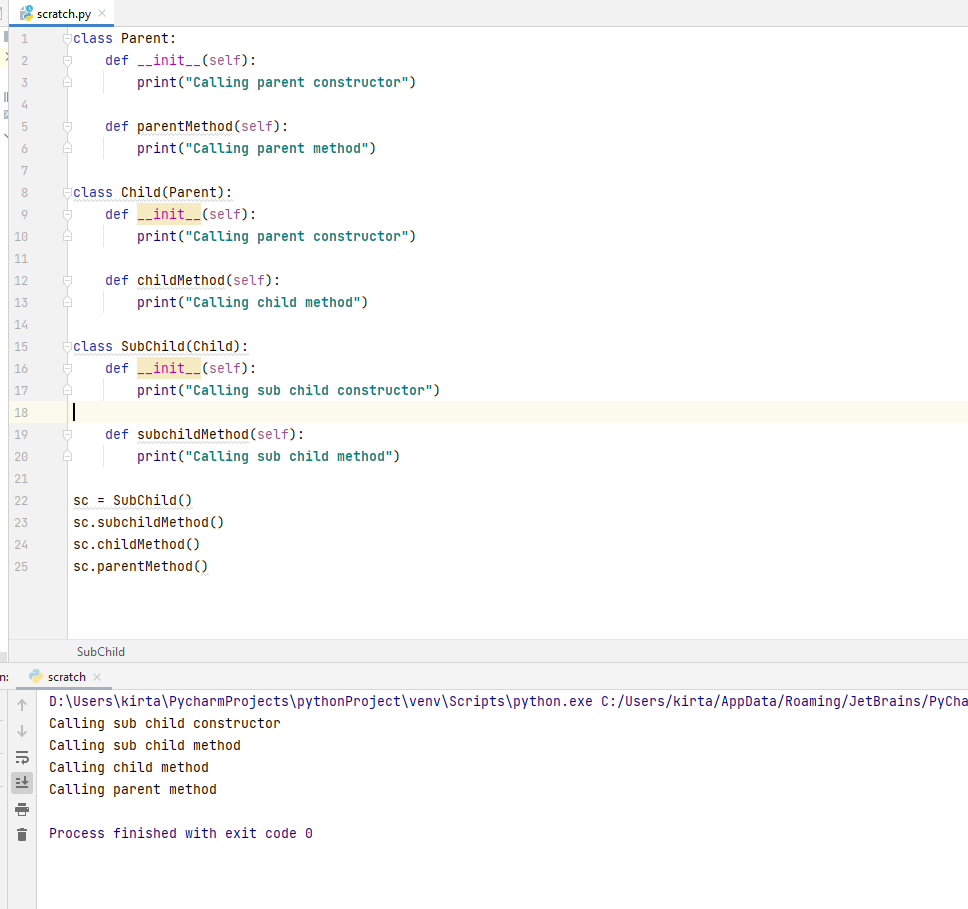 scratch.py
1 class Parent:
2     def __init__(self):
3         print("Calling parent constructor")
4
5     def parentMethod(self):
6         print("Calling parent method")
7
8 class Child(Parent):
9     def __init__(self):
10         print("Calling parent constructor")
11
12     def childMethod(self):
13         print("Calling child method")
14
15 class SubChild(Child):
16     def __init__(self):
17         print("Calling sub child constructor")
18
19     def subchildMethod(self):
20         print("Calling sub child method")
21
22 sc = SubChild()
23 sc.subchildMethod()
24 sc.childMethod()
25 sc.parentMethod()
SubChild
n: scratch
D:\Users\kirta\PycharmProjects\pythonProject\venv\Scripts\python.exe C:/Users/kirta/AppData/Roaming/JetBrains/PyCha
Calling sub child constructor
Calling sub child method
Calling child method
Calling parent method
Process finished with exit code 0